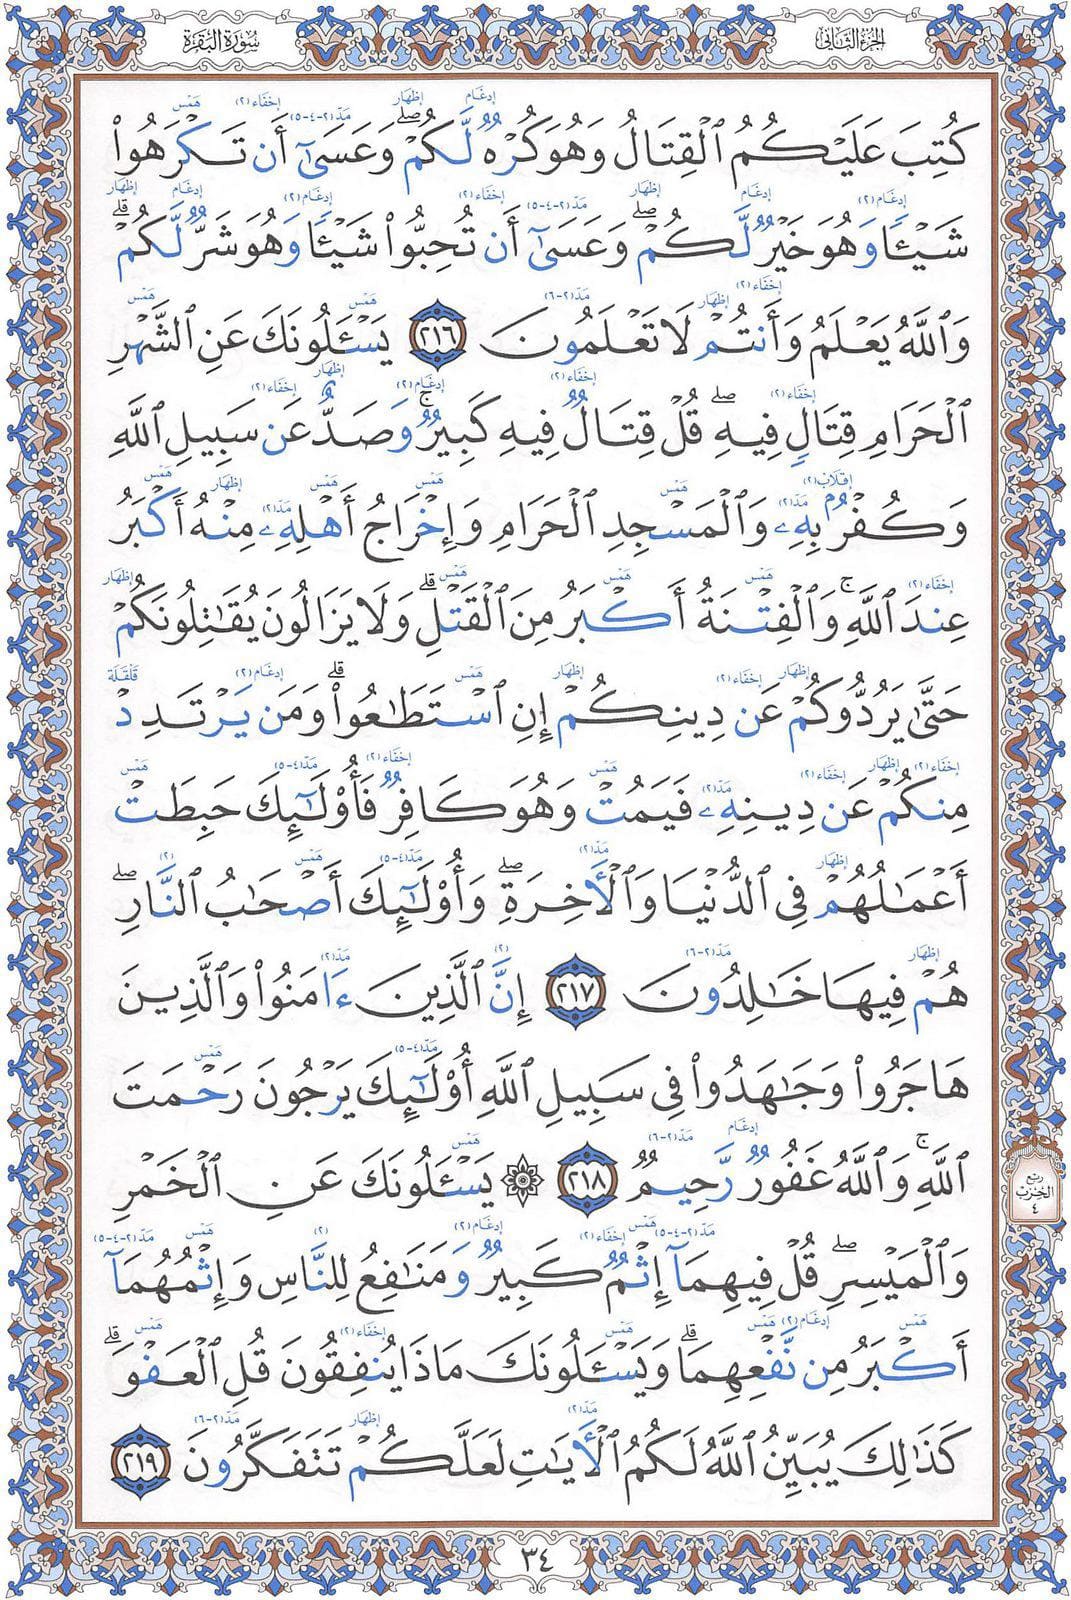 الجزء الثاني
سورة البقرة
كُتِبَ عَلَيْكُمُ ٱلْقِتَالُ وَهُوَ كُرْهٌ لَّكُمْ ۖ وَعَسَىٰٓ أَن تَكْرَهُوا۟
شَيْـًٔا وَهُوَ خَيْرٌ لَّكُمْ ۖ وَعَسَىٰٓ أَن تُحِبُّوا۟ شَيْـًٔا وَهُوَ شَرٌّ لَّكُمْ ۗ
وَٱللَّهُ يَعْلَمُ وَأَنتُمْ لَا تَعْلَمُونَ ٢١٦ يَسْـَٔلُونَكَ عَنِ ٱلشَّهْرِ
ٱلْحَرَامِ قِتَالٍ فِيهِ ۖ قُلْ قِتَالٌ فِيهِ كَبِيرٌ ۚ وَصَدٌّ عَن سَبِيلِ ٱللَّهِ
وَكُفْرٌۢ بِهِۦ وَٱلْمَسْجِدِ ٱلْحَرَامِ وَإِخْرَاجُ أَهْلِهِۦ مِنْهُ أَكْبَرُ
عِندَ ٱللَّهِ ۚ وَٱلْفِتْنَةُ أَكْبَرُ مِنَ ٱلْقَتْلِ ۗ وَلَا يَزَالُونَ يُقَـٰتِلُونَكُمْ
حَتَّىٰ يَرُدُّوكُمْ عَن دِينِكُمْ إِنِ ٱسْتَطَـٰعُوا۟ ۚ وَمَن يَرْتَدِدْ
مِنكُمْ عَن دِينِهِۦ فَيَمُتْ وَهُوَ كَافِرٌ فَأُو۟لَـٰٓئِكَ حَبِطَتْ
أَعْمَـٰلُهُمْ فِى ٱلدُّنْيَا وَٱلْـَٔاخِرَةِ ۖ وَأُو۟لَـٰٓئِكَ أَصْحَـٰبُ ٱلنَّارِ ۖ
هُمْ فِيهَا خَـٰلِدُونَ ٢١٧ إِنَّ ٱلَّذِينَ ءَامَنُوا۟ وَٱلَّذِينَ
هَاجَرُوا۟ وَجَـٰهَدُوا۟ فِى سَبِيلِ ٱللَّهِ أُو۟لَـٰٓئِكَ يَرْجُونَ رَحْمَتَ
ٱللَّهِ ۚ وَٱللَّهُ غَفُورٌ رَّحِيمٌ ٢١٨ ۞ يَسْـَٔلُونَكَ عَنِ ٱلْخَمْرِ
وَٱلْمَيْسِرِ ۖ قُلْ فِيهِمَآ إِثْمٌ كَبِيرٌ وَمَنَـٰفِعُ لِلنَّاسِ وَإِثْمُهُمَآ
أَكْبَرُ مِن نَّفْعِهِمَا ۗ وَيَسْـَٔلُونَكَ مَاذَا يُنفِقُونَ قُلِ ٱلْعَفْوَ ۗ
كَذَٰلِكَ يُبَيِّنُ ٱللَّهُ لَكُمُ ٱلْـَٔايَـٰتِ لَعَلَّكُمْ تَتَفَكَّرُونَ ٢١٩
ربع
الحزب
٤
٣٤